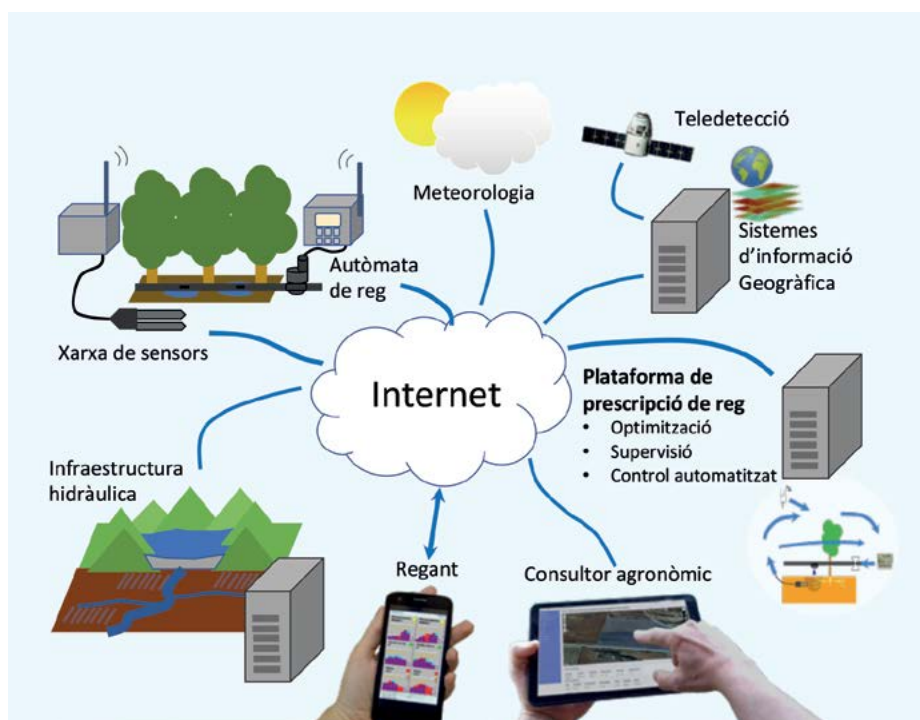 Teledetecció
Meteorologia
Sistemes
d'informació
Geogràfica
Autòmata
de reg
Xarxa de sensors
Internet
Plataforma de
prescripció de reg
• Optimització
• Supervisió
• Control automatitzat
Infraestructura
hidràulica
Regant
Consultor agronòmic